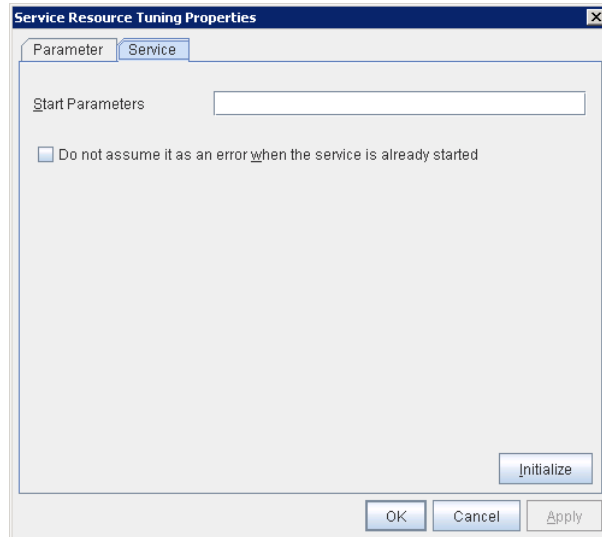 Service Resource Tuning Properties
Parameter Service
Start Parameters
Do not assume it as an error when the service is already started
Initialize
OK Cancel Apply